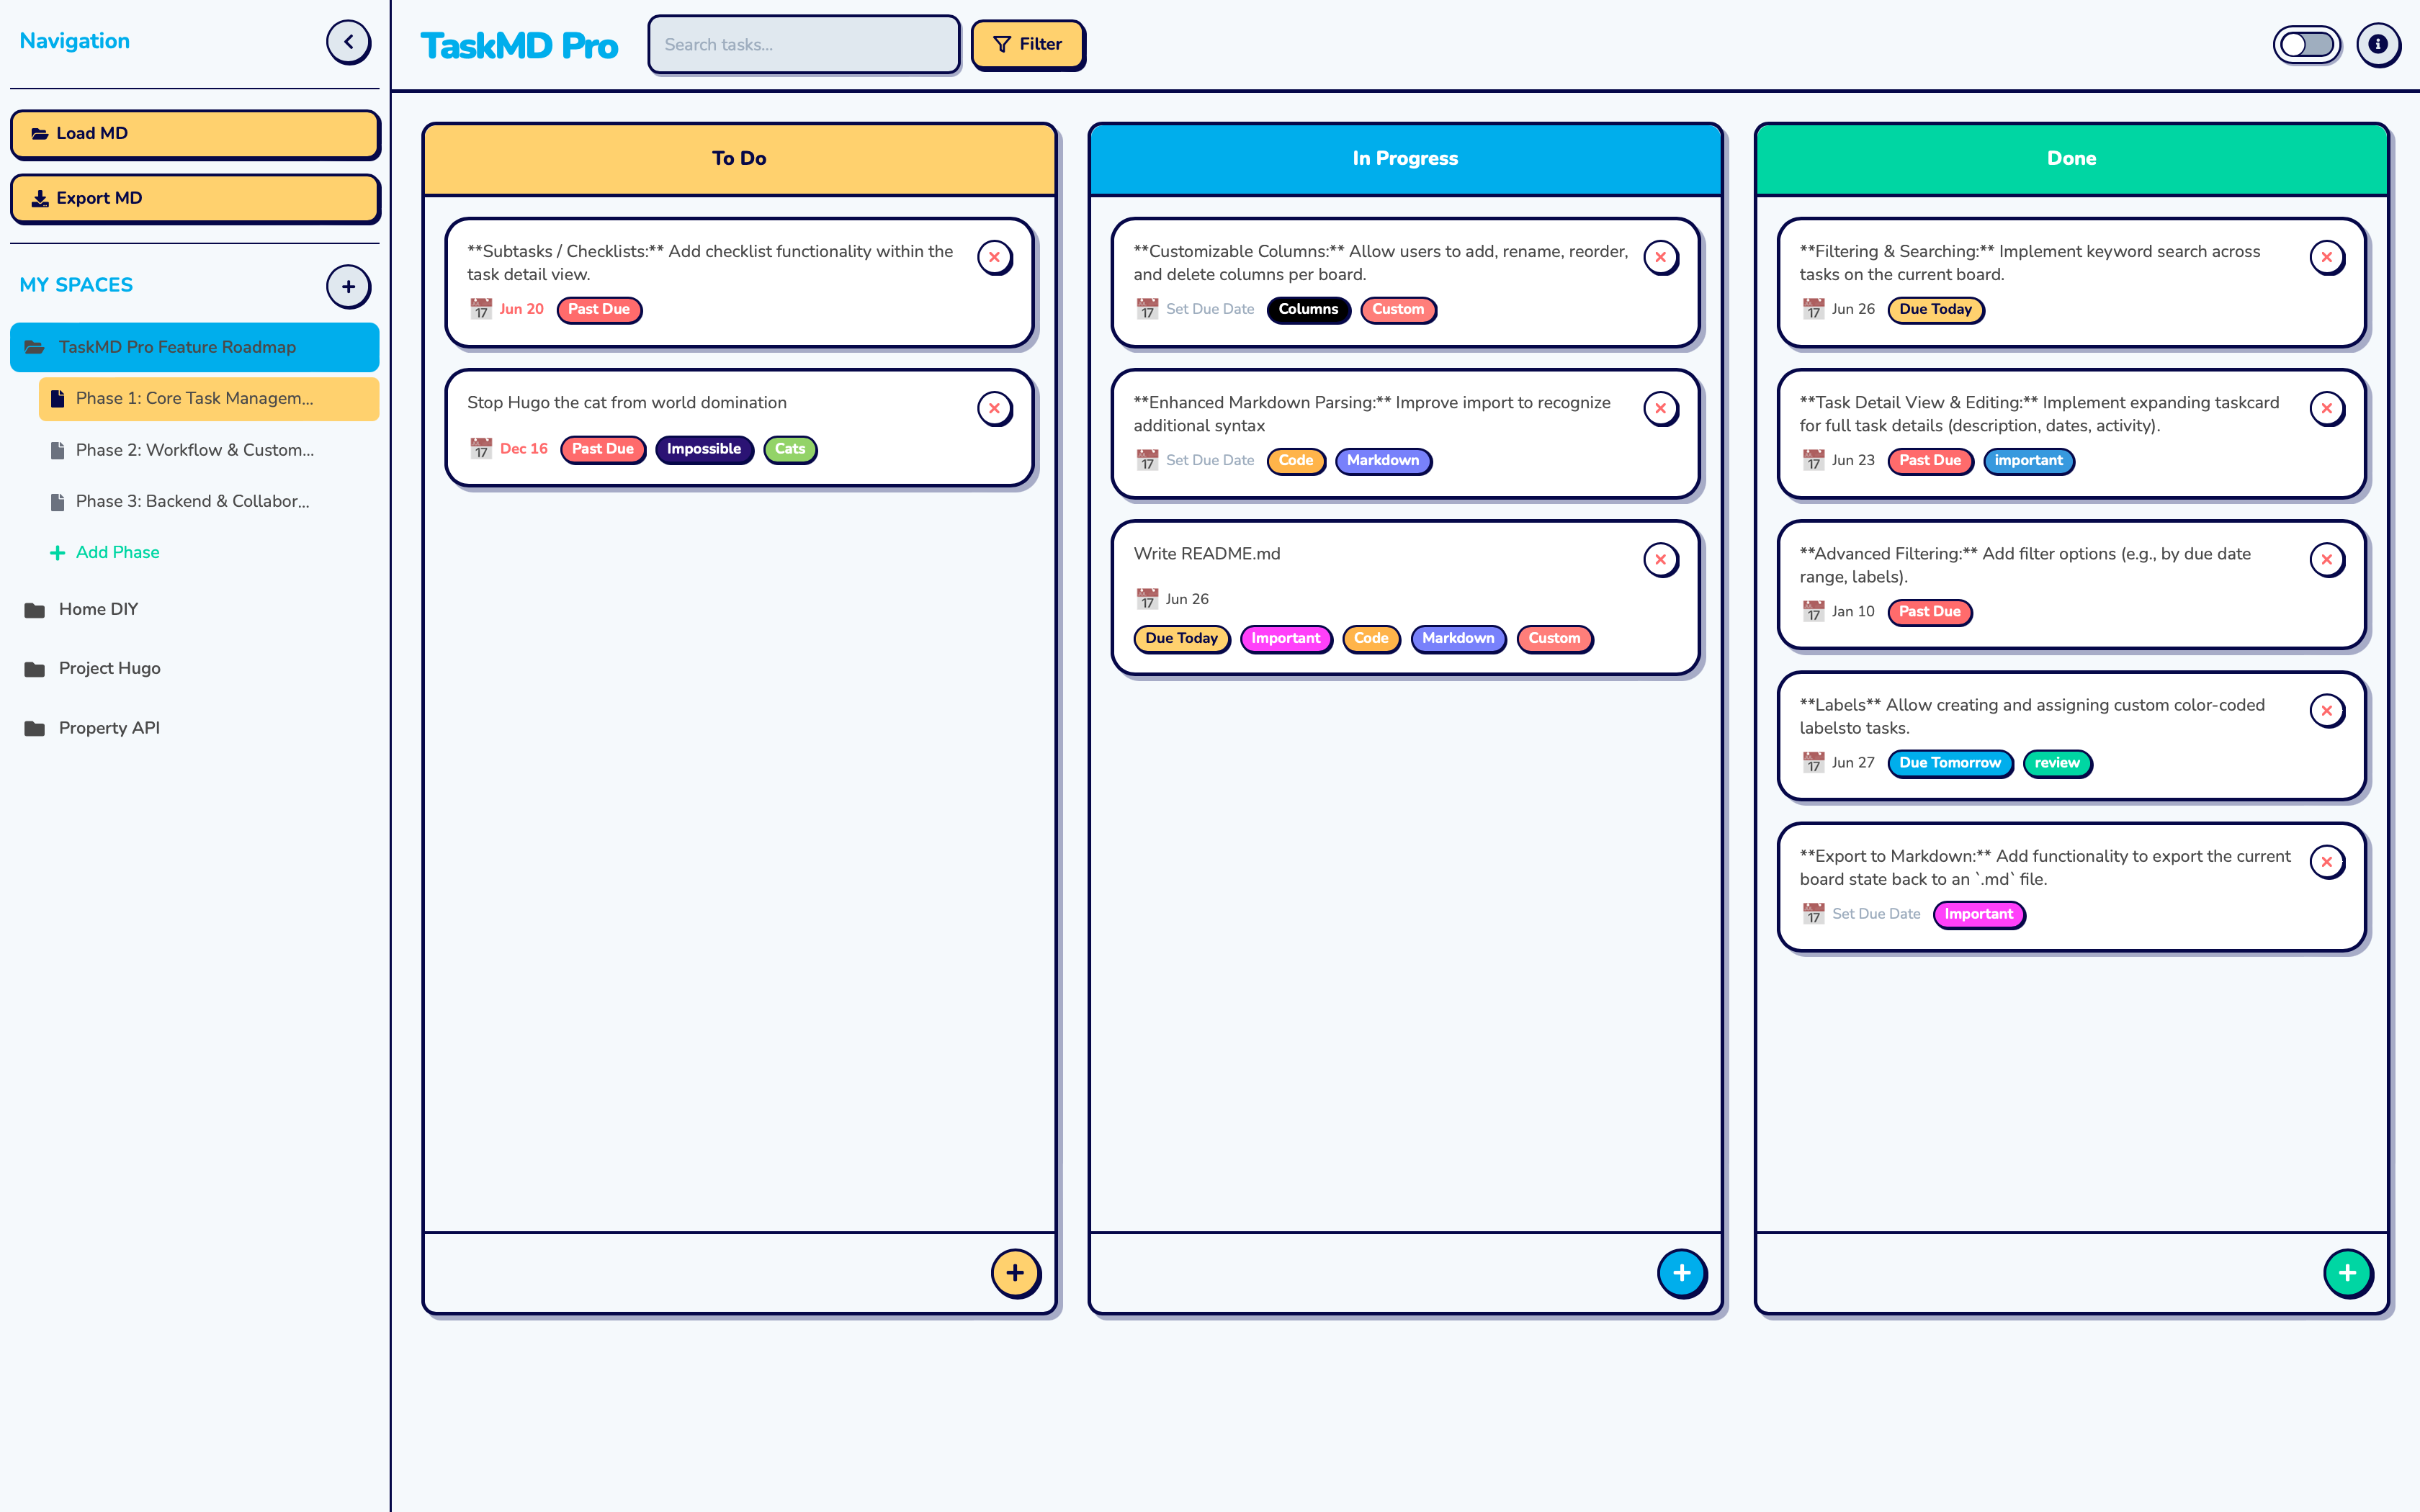 Navigation
Load MD
Export MD
MY SPACES
TaskMD Pro Feature Roadmap
Phase 1: Core Task Managem...
Phase 2: Workflow & Custom...
Phase 3: Backend & Collabor...
Add Phase
Home DIY
Project Hugo
Property API
TaskMD Pro
Search tasks...
Filter
To Do
**Subtasks / Checklists:** Add checklist functionality within the
task detail view.
17 Jun 20 Past Due
Stop Hugo the cat from world domination
17 Dec 16 Past Due Impossible Cats
In Progress
**Customizable Columns:** Allow users to add, rename, reorder,
and delete columns per board.
17 Set Due Date Columns Custom
**Enhanced Markdown Parsing:** Improve import to recognize
additional syntax
17 Set Due Date Code Markdown
Write README.md
17 Jun 26
Due Today Important Code Markdown Custom
Done
**Filtering & Searching:** Implement keyword search across
tasks on the current board.
17 Jun 26 Due Today
**Task Detail View & Editing:** Implement expanding taskcard
for full task details (description, dates, activity).
17 Jun 23 Past Due important
**Advanced Filtering:** Add filter options (e.g., by due date
range, labels).
17 Jan 10 Past Due
**Labels** Allow creating and assigning custom color-coded
labelsto tasks.
17 Jun 27 Due Tomorrow review
**Export to Markdown:** Add functionality to export the current
board state back to an `.md` file.
17 Set Due Date Important